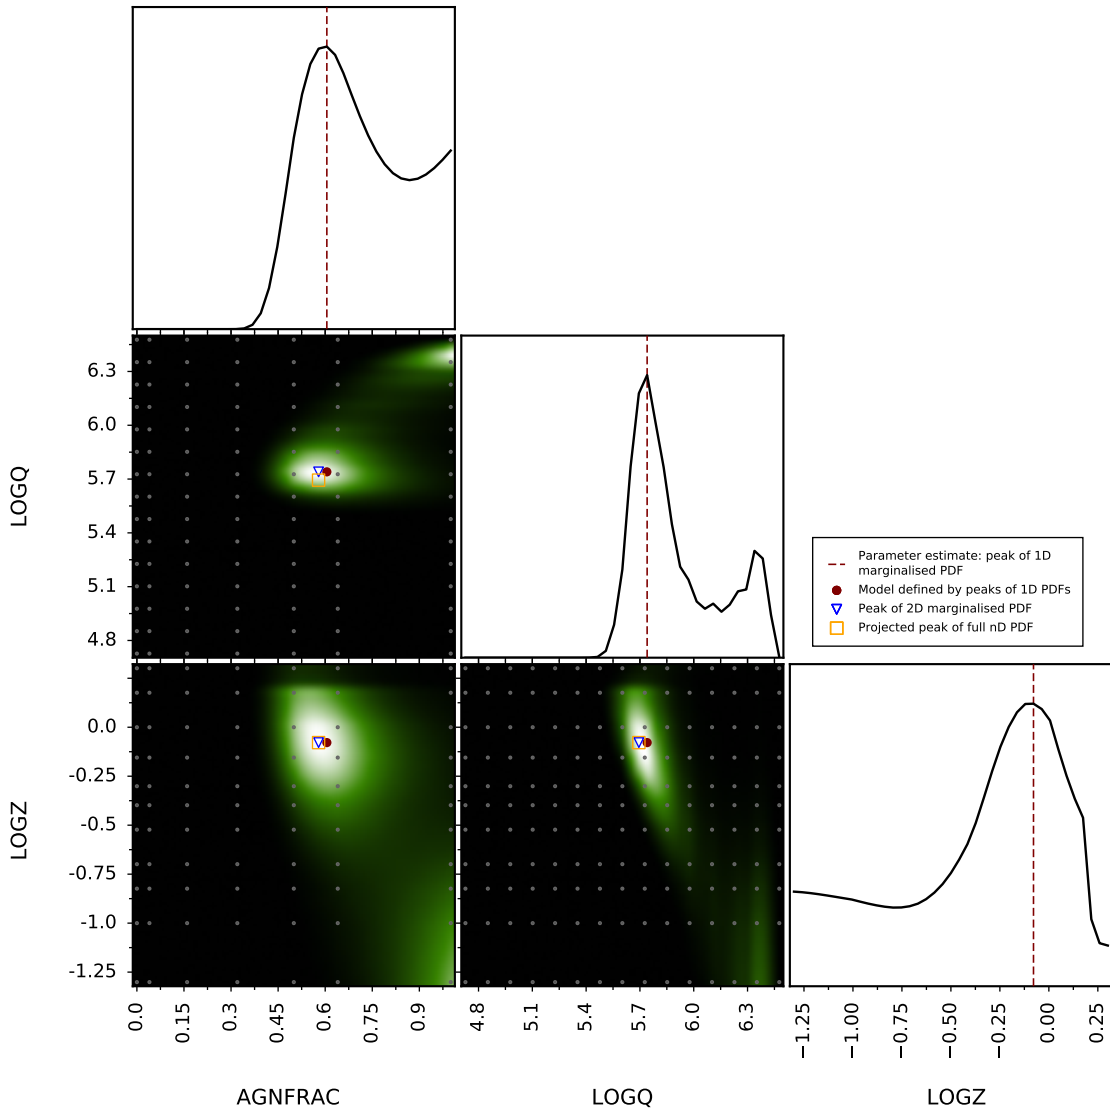 6.3
6.0
5.7
5.4
5.1
4.8
LOGQ
Parameter estimate: peak of 1D
marginalised PDF
Model defined by peaks of 1D PDFs
Peak of 2D marginalised PDF
Projected peak of full nD PDF
0.0
-0.25
-0.5
-0.75
-1.0
-1.25
LOGZ
0.0 0.15 0.3 0.45 0.6 0.75 0.9
4.8 5.1 5.4 5.7 6.0 6.3
−1.25 −1.00 −0.75 −0.50 −0.25 0.00 0.25
AGNFRAC LOGQ LOGZ